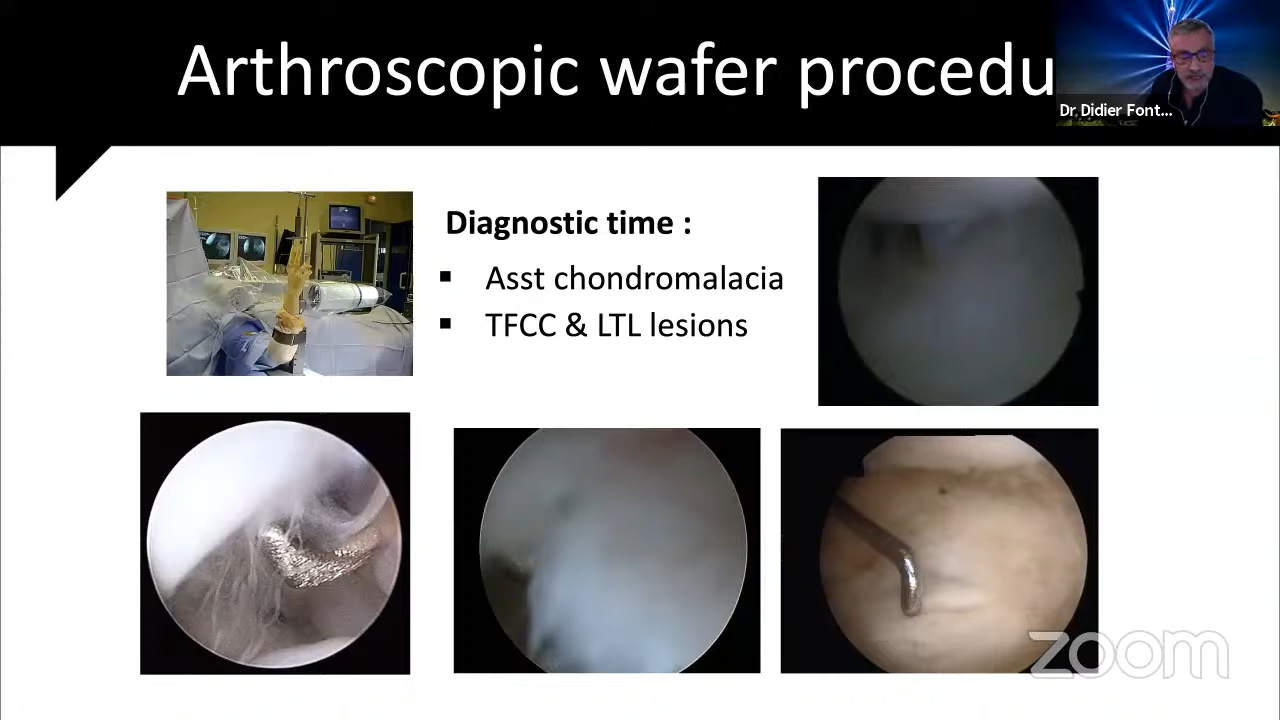 Arthroscopic wafer procedu
Dr Didier Font...
Diagnostic time :
▪ Asst chondromalacia
▪ TFCC & LTL lesions
zoom